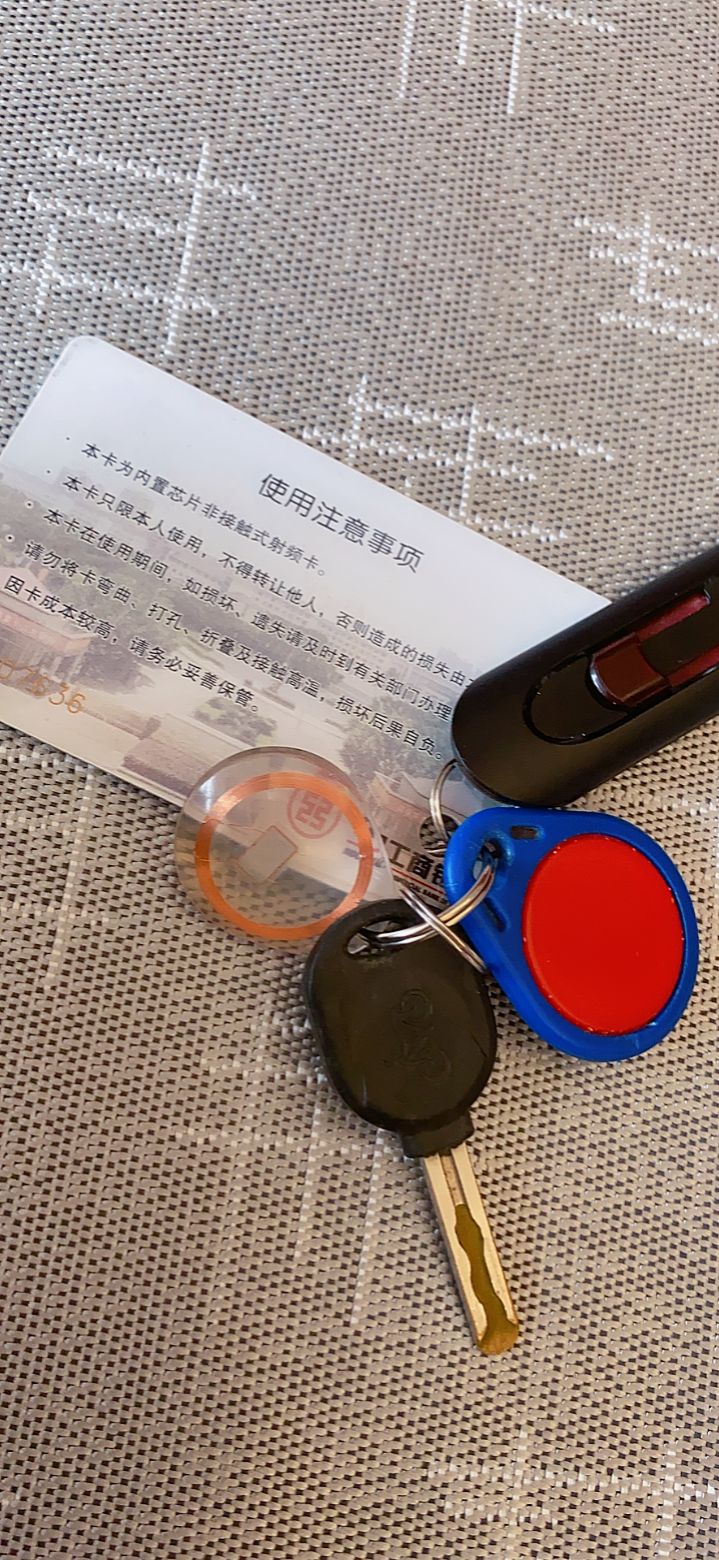 使用注意事项
· 本卡为内置芯片非接触式射频卡。
· 本卡只限本人使用，不得转让他人，否则造成的损失由
· 本卡在使用期间，如损坏、遗失请及时到有关部门办理
· 请勿将卡弯曲、打孔、折叠及接触高温，损坏后果自负。
因卡成本较高，请务必妥善保管。
2636
工商